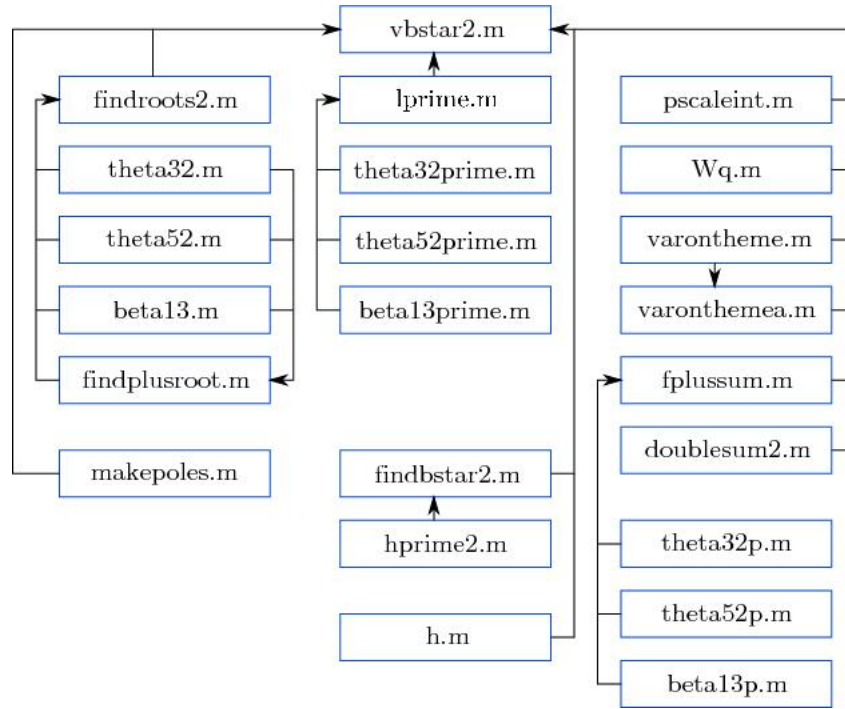 vbstar2.m
findroots2.m
lprime.m
pscaleint.m
theta32.m
theta32prime.m
Wq.m
theta52.m
theta52prime.m
varontheme.m
beta13.m
beta13prime.m
varonthemea.m
findplusroot.m
fplussum.m
makepoles.m
findbstar2.m
doublesum2.m
hprime2.m
theta32p.m
h.m
theta52p.m
beta13p.m